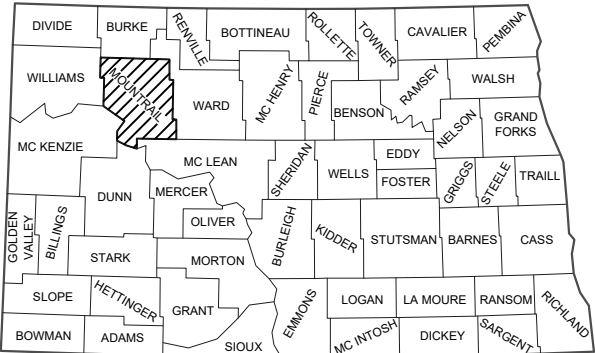 DIVIDE
BURKE
RENVILLE
BOTTINEAU
ROLLETTE
TOWNER
CAVALIER
PEMBINA
WILLIAMS
MOUNTRAIL
WARD
MC HENRY
PIERCE
BENSON
RAMSEY
WALSH
NELSON
GRAND
FORKS
MC KENZIE
MC LEAN
SHERIDAN
WELLS
EDDY
FOSTER
GRIGGS
STEELE
TRAILL
DUNN
MERCER
OLIVER
GOLDEN
VALLEY
BILLINGS
STARK
MORTON
BURLEIGH
KIDDER
STUTSMAN
BARNES
CASS
SLOPE
HETTINGER
GRANT
EMMONS
LOGAN
LA MOURE
RANSOM
RICHLAND
BOWMAN
ADAMS
SIOUX
MC INTOSH
DICKEY
SARGENT